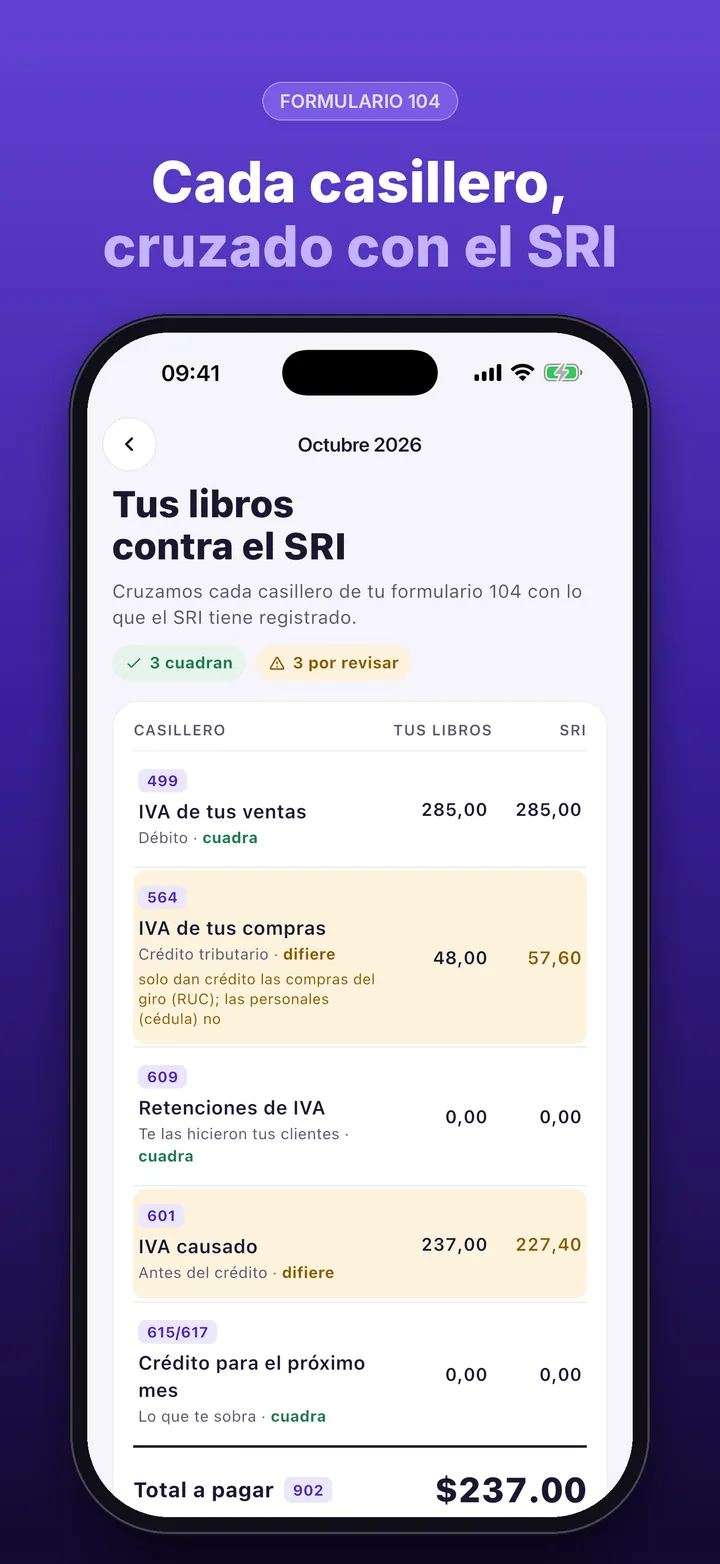 FORMULARIO 104
Cada casillero,
cruzado con el SRI
09:41
Octubre 2026
Tus libros
contra el SRI
Cruzamos cada casillero de tu formulario 104 con lo
que el SRI tiene registrado.
3 cuadran 3 por revisar
CASILLERO TUS LIBROS SRI
499
IVA de tus ventas 285,00 285,00
Débito · cuadra
564
IVA de tus compras
Crédito tributario · difiere 48,00 57,60
solo dan crédito las compras del
giro (RUC); las personales
(cédula) no
609
Retenciones de IVA 0,00 0,00
Te las hicieron tus clientes ·
cuadra
601
IVA causado 237,00 227,40
Antes del crédito · difiere
615/617
Crédito para el próximo 0,00 0,00
mes
Lo que te sobra · cuadra
Total a pagar 902 $237.00